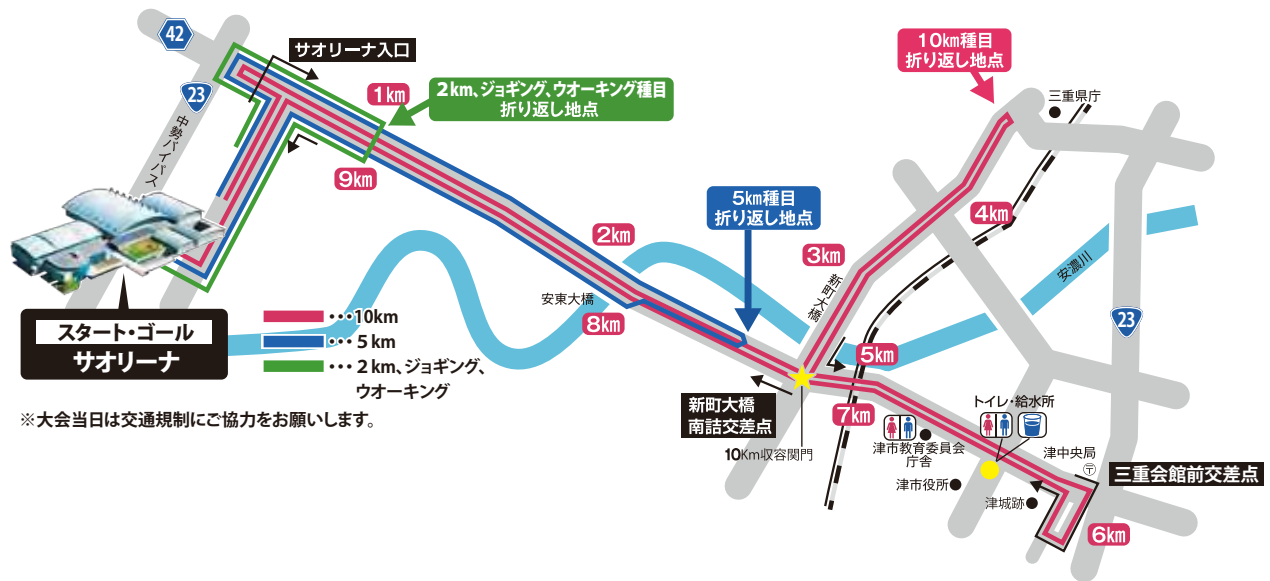 42
サオリーナ入口
23
中勢バイパス
1km
2km、ジョギング、ウオーキング種目
折り返し地点
9km
10km種目
折り返し地点
三重県庁
5km種目
折り返し地点
4km
2km
3km
新町大橋
安濃川
安東大橋
8km
5km
23
スタート・ゴール
サオリーナ
･･･10km
･･･5km
･･･2km、ジョギング、
ウオーキング
※大会当日は交通規制にご協力をお願いします。
新町大橋
南詰交差点
10Km収容関門
7km
トイレ・給水所
津市教育委員会
庁舎
津中央局
〒
三重会館前交差点
津市役所
津城跡
6km